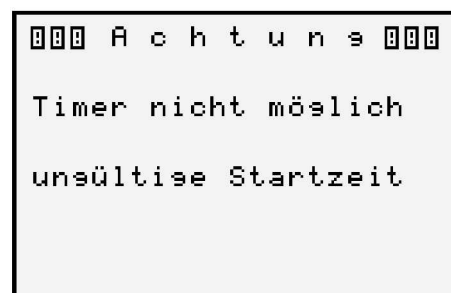 !!! A c h t u n g !!!
Timer nicht möglich
ungültige Startzeit